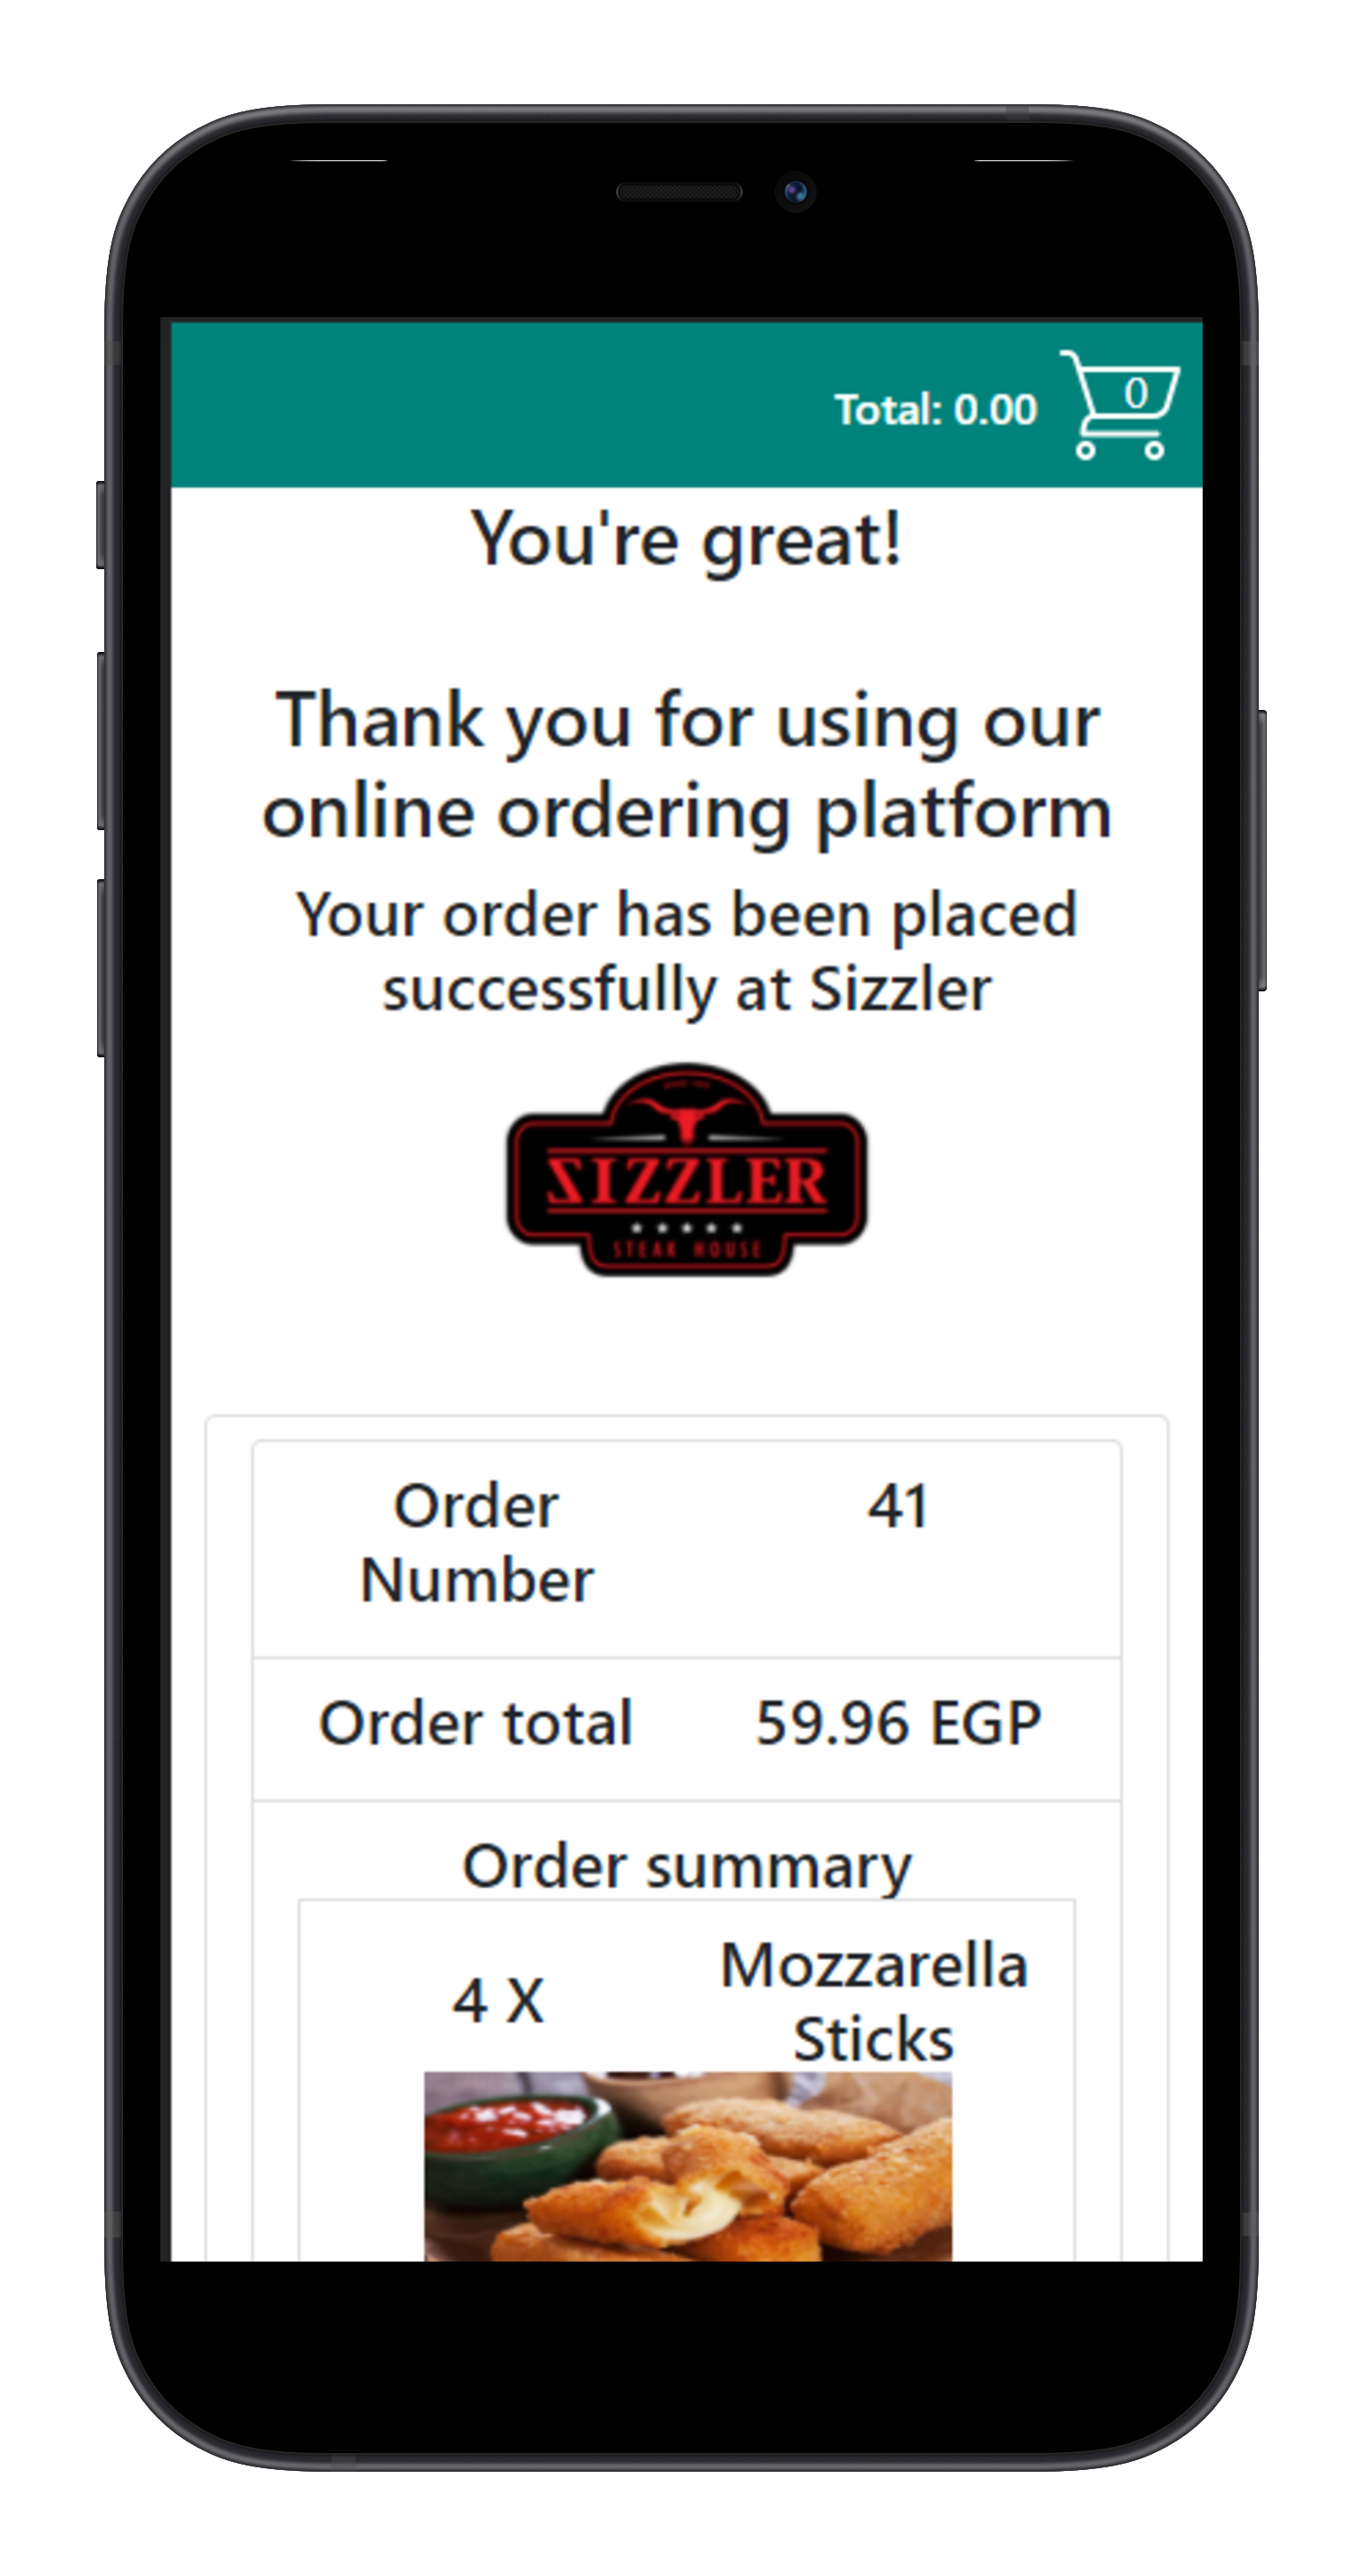 Total: 0.00
0
You're great!
Thank you for using our
online ordering platform
Your order has been placed
successfully at Sizzler
SIZZLER
STEAK HOUSE
Order 41
Number
Order total 59.96 EGP
Order summary
4 X Mozzarella
Sticks